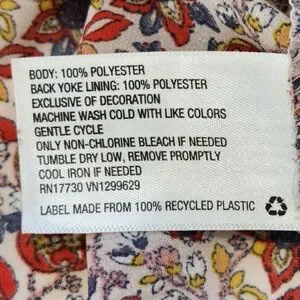 BODY: 100% POLYESTER
BACK YOKE LINING: 100% POLYESTER
EXCLUSIVE OF DECORATION
MACHINE WASH COLD WITH LIKE COLORS
GENTLE CYCLE
ONLY NON-CHLORINE BLEACH IF NEEDED
TUMBLE DRY LOW, REMOVE PROMPTLY
COOL IRON IF NEEDED
RN17730 VN1299629
LABEL MADE FROM 100% RECYCLED PLASTIC